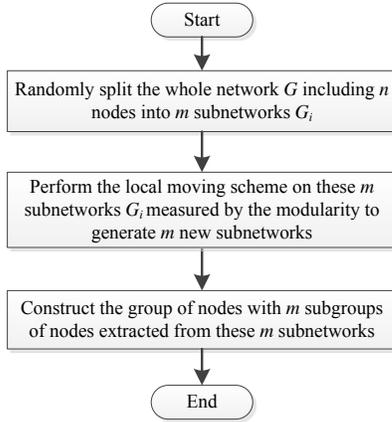 Start
Randomly split the whole network G including n
nodes into m subnetworks Gi
Perform the local moving scheme on these m
subnetworks Gi measured by the modularity to
generate m new subnetworks
Construct the group of nodes with m subgroups
of nodes extracted from these m subnetworks
End